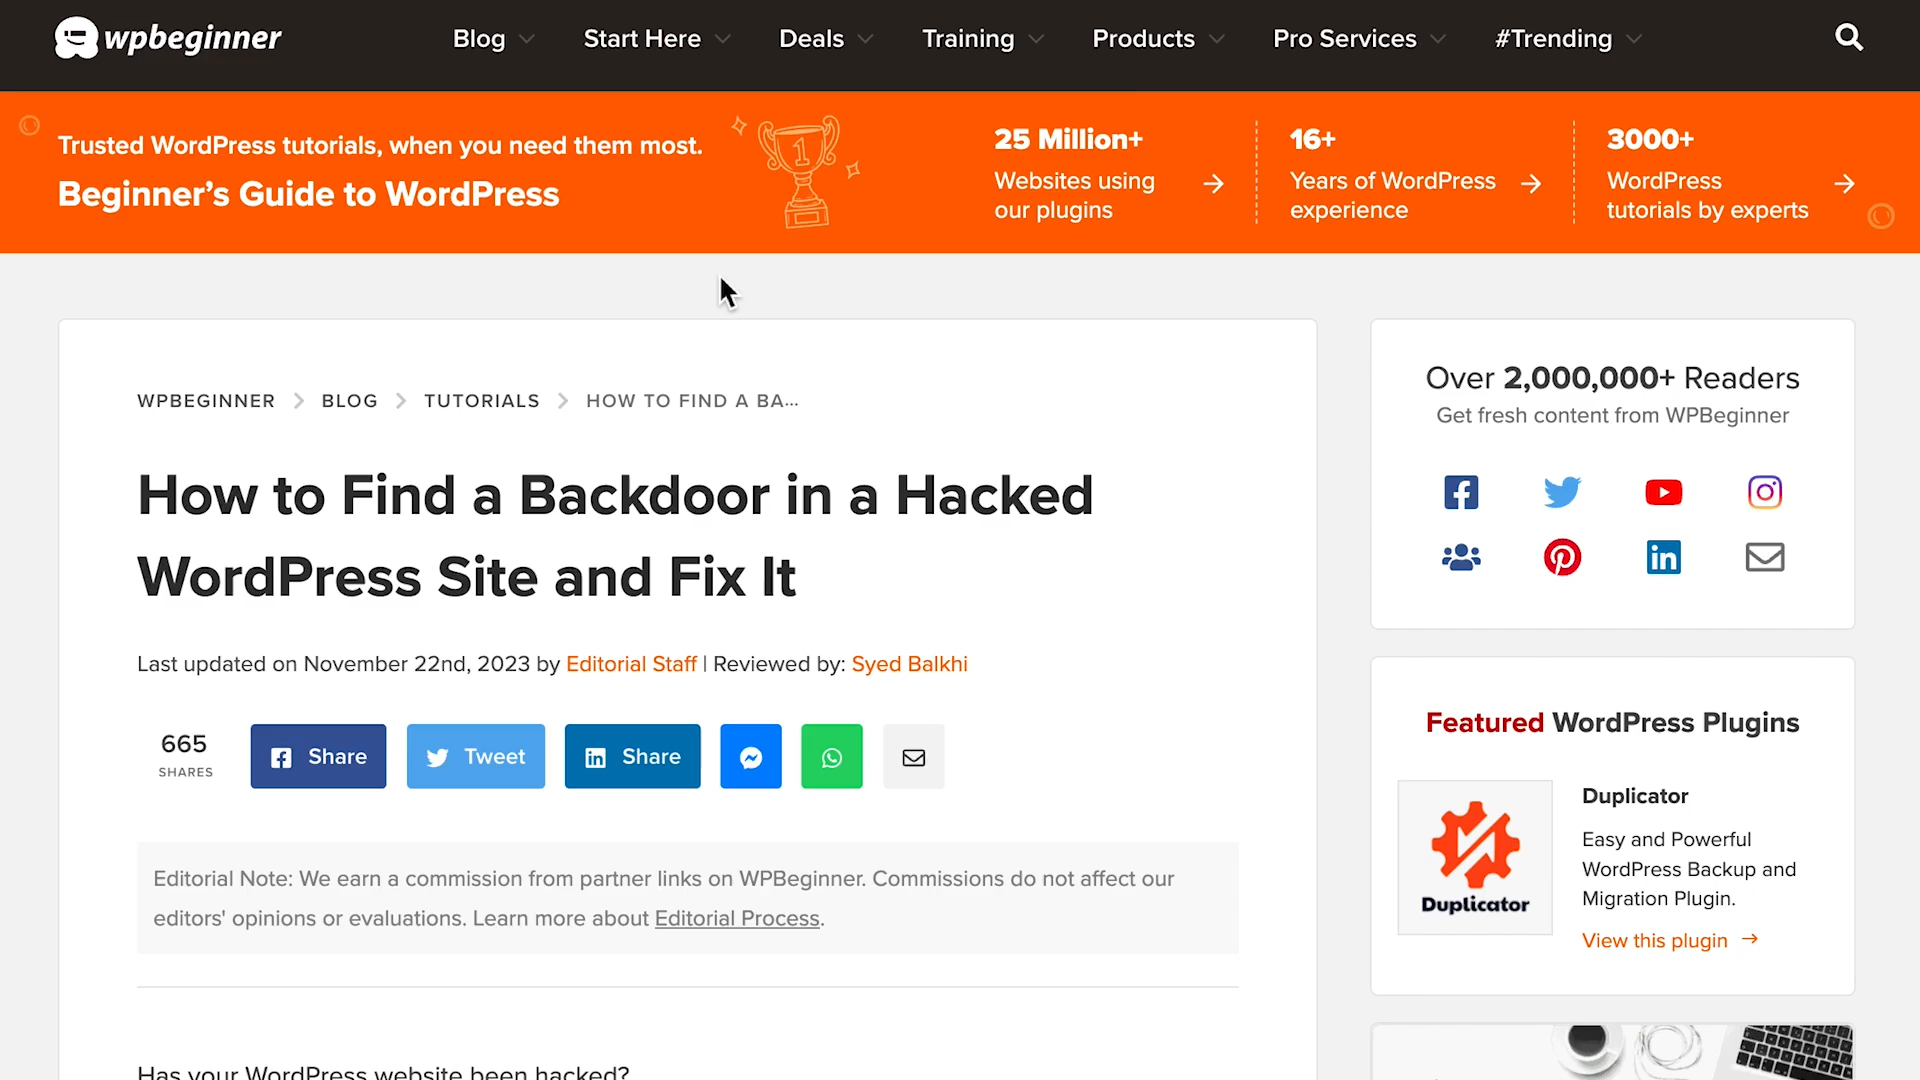 wpbeginner
Blog
Start Here
Deals
Training
Products
Pro Services
#Trending
Trusted WordPress tutorials, when you need them most.
Beginner’s Guide to WordPress
1
25 Million+
Websites using
our plugins
16+
Years of WordPress
experience
3000+
WordPress
tutorials by experts
WPBEGINNER
BLOG
TUTORIALS
HOW TO FIND A BA...
How to Find a Backdoor in a Hacked
WordPress Site and Fix It
Last updated on November 22nd, 2023 by Editorial Staff | Reviewed by: Syed Balkhi
665
SHARES
Share
Tweet
Share
Editorial Note: We earn a commission from partner links on WPBeginner. Commissions do not affect our
editors' opinions or evaluations. Learn more about Editorial Process.
Has your WordPress website been hacked?
Over 2,000,000+ Readers
Get fresh content from WPBeginner
Featured WordPress Plugins
Duplicator
Duplicator
Easy and Powerful
WordPress Backup and
Migration Plugin.
View this plugin